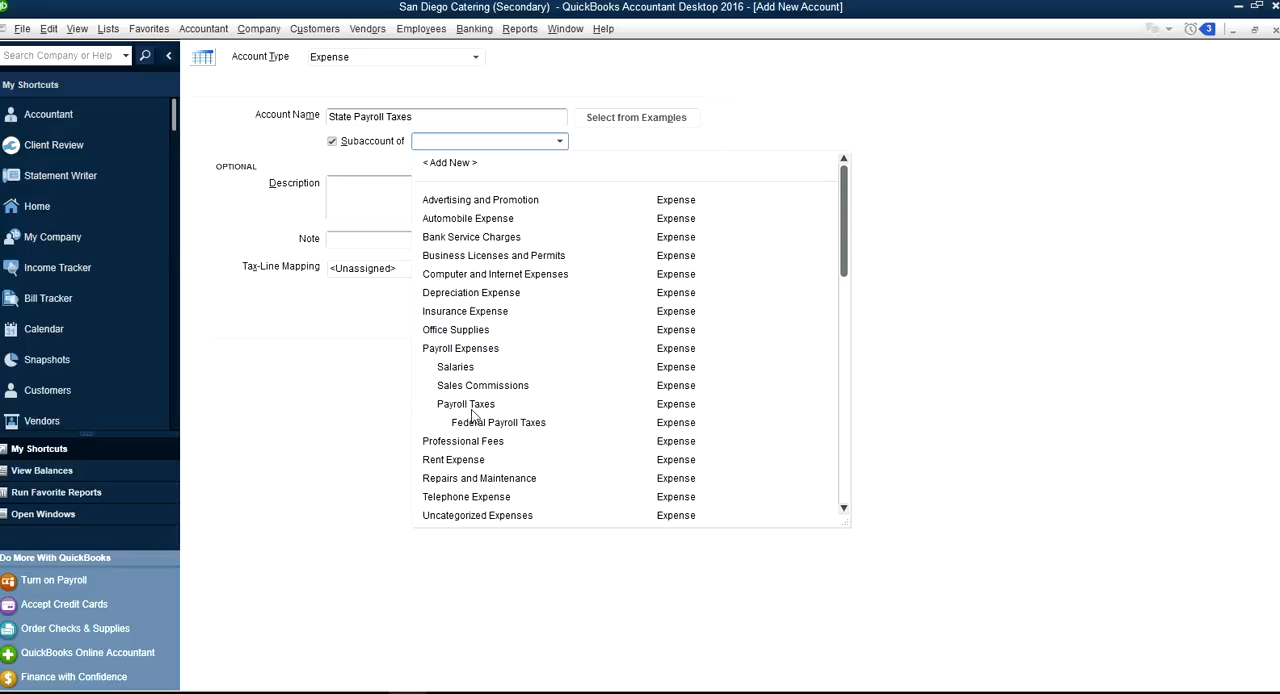 San Diego Catering (Secondary) - QuickBooks Accountant Desktop 2016 - [Add New Account]
File Edit View Lists Favorites Accountant Company Customers Vendors Employees Banking Reports Window Help
3
Search Company or Help
Account Type Expense
My Shortcuts
Accountant
Client Review
Statement Writer
Home
My Company
Income Tracker
Bill Tracker
Calendar
Snapshots
Customers
Vendors
My Shortcuts
View Balances
Run Favorite Reports
Open Windows
Do More With QuickBooks
Turn on Payroll
Accept Credit Cards
Order Checks & Supplies
QuickBooks Online Accountant
Finance with Confidence
Account Name State Payroll Taxes Select from Examples
Subaccount of
OPTIONAL
Description
Note
Tax-Line Mapping <Unassigned>
< Add New >
Advertising and Promotion Expense
Automobile Expense Expense
Bank Service Charges Expense
Business Licenses and Permits Expense
Computer and Internet Expenses Expense
Depreciation Expense Expense
Insurance Expense Expense
Office Supplies Expense
Payroll Expenses Expense
Salaries Expense
Sales Commissions Expense
Payroll Taxes Expense
Federal Payroll Taxes Expense
Professional Fees Expense
Rent Expense Expense
Repairs and Maintenance Expense
Telephone Expense Expense
Uncategorized Expenses Expense